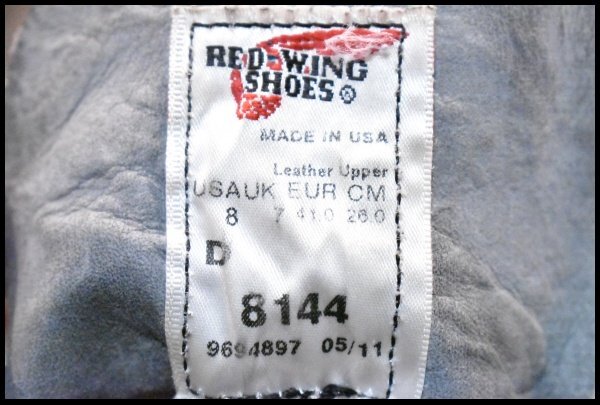 RED-WING
SHOES®
MADE IN USA
Leather Upper
USA UK EUR CM
8 7 41.0 26.0
D
8144
9694897 05/11